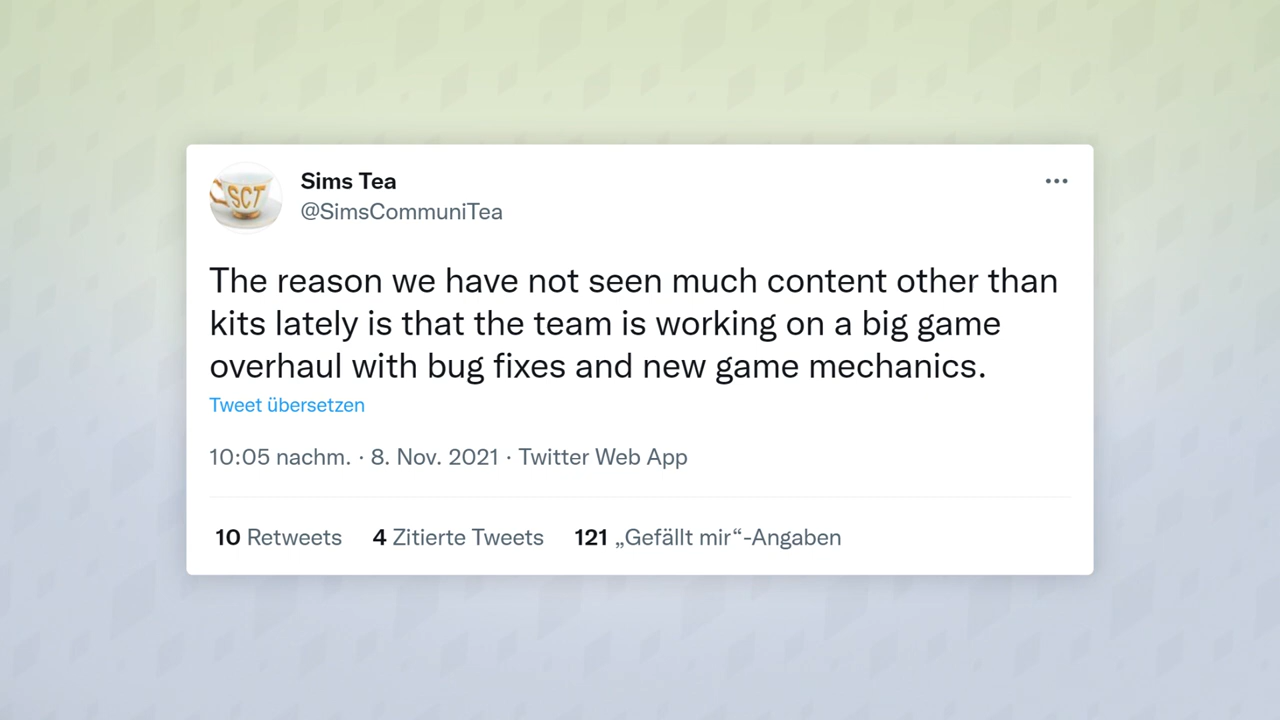 SCT
Sims Tea
@SimsCommuniTea
The reason we have not seen much content other than
kits lately is that the team is working on a big game
overhaul with bug fixes and new game mechanics.
Tweet übersetzen
10:05 nachm. · 8. Nov. 2021 · Twitter Web App
10 Retweets 4 Zitierte Tweets 121 „Gefällt mir“-Angaben